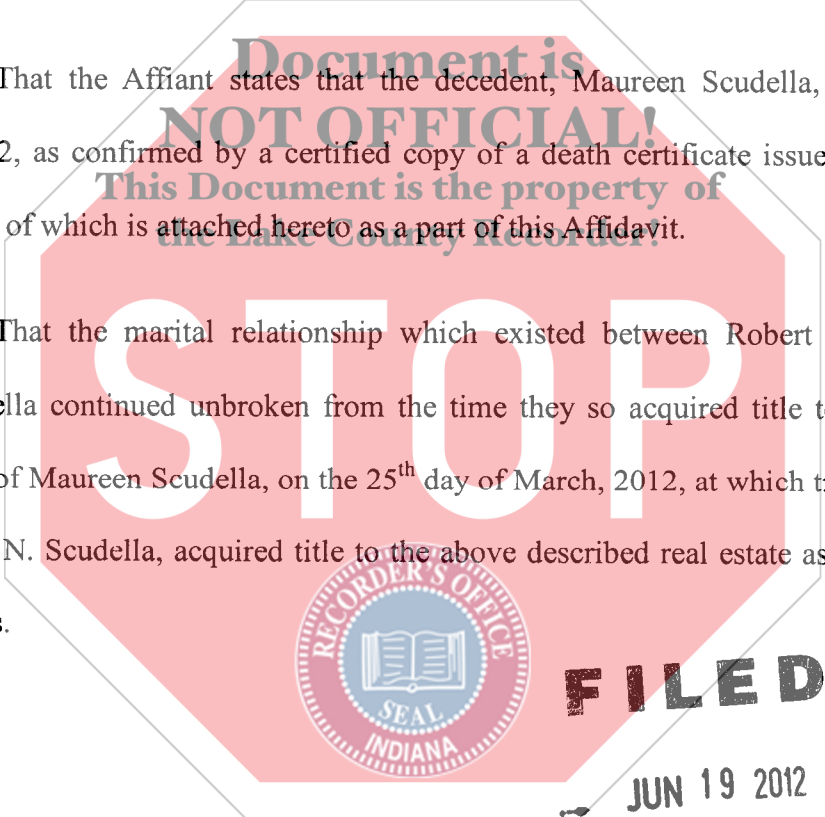 Document is
That the Affiant states that the decedent, Maureen Scudella,
NOT OFFICIAL!
2, as confirmed by a certified copy of a death certificate issue
This Document is the property of
of which is attached hereto as a part of this Affidavit.
the Lake County Recorder!
That the marital relationship which existed between Robert
ella continued unbroken from the time they so acquired title t
STOP
of Maureen Scudella, on the 25th day of March, 2012, at which t
N. Scudella, acquired title to the above described real estate as
s.
RECORDER'S OFFICE
SEAL
INDIANA
FILED
JUN 19 2012